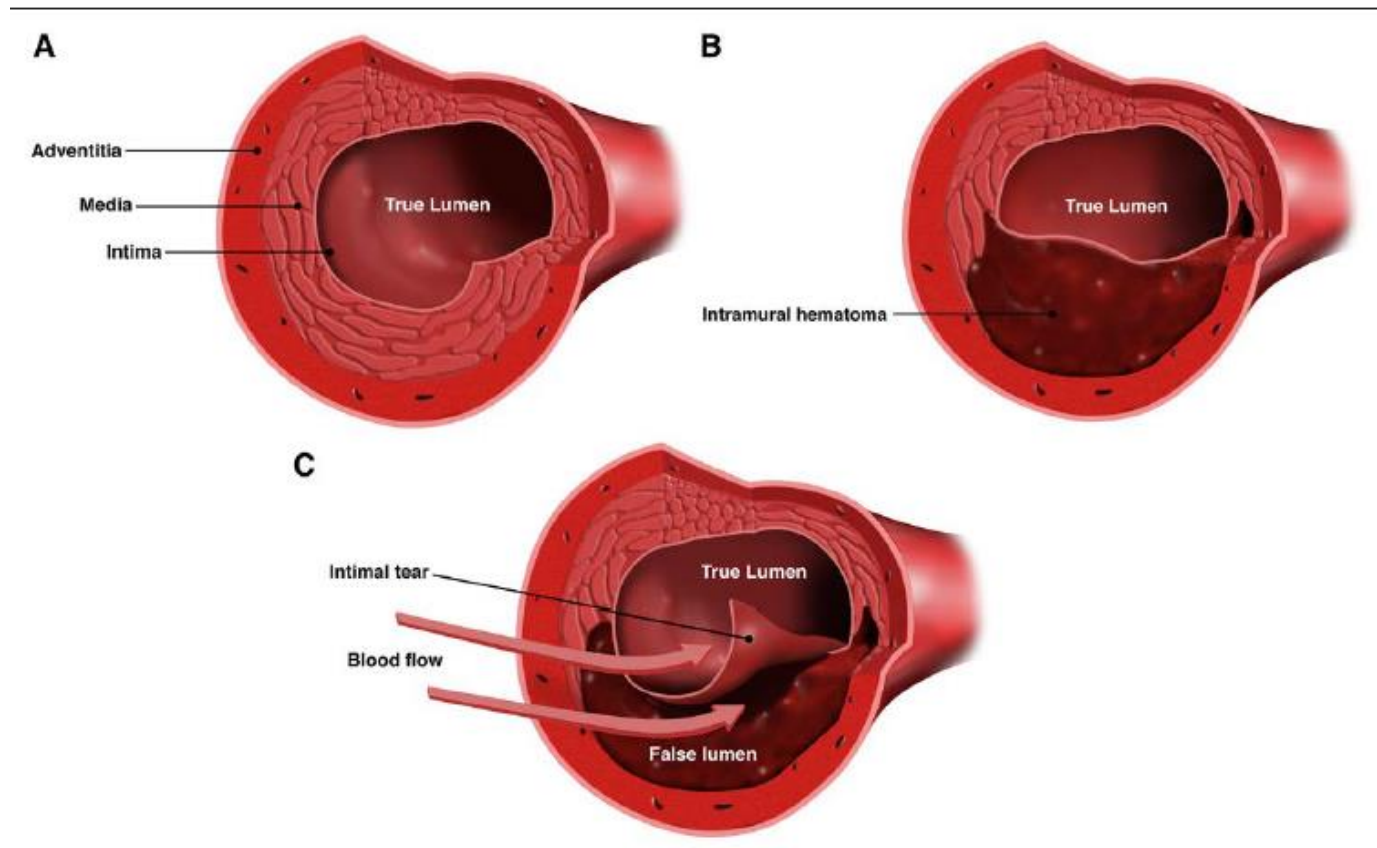 A
Adventitia
Media
Intima
True Lumen
B
True Lumen
Intramural hematoma
C
Intimal tear
True Lumen
Blood flow
False lumen